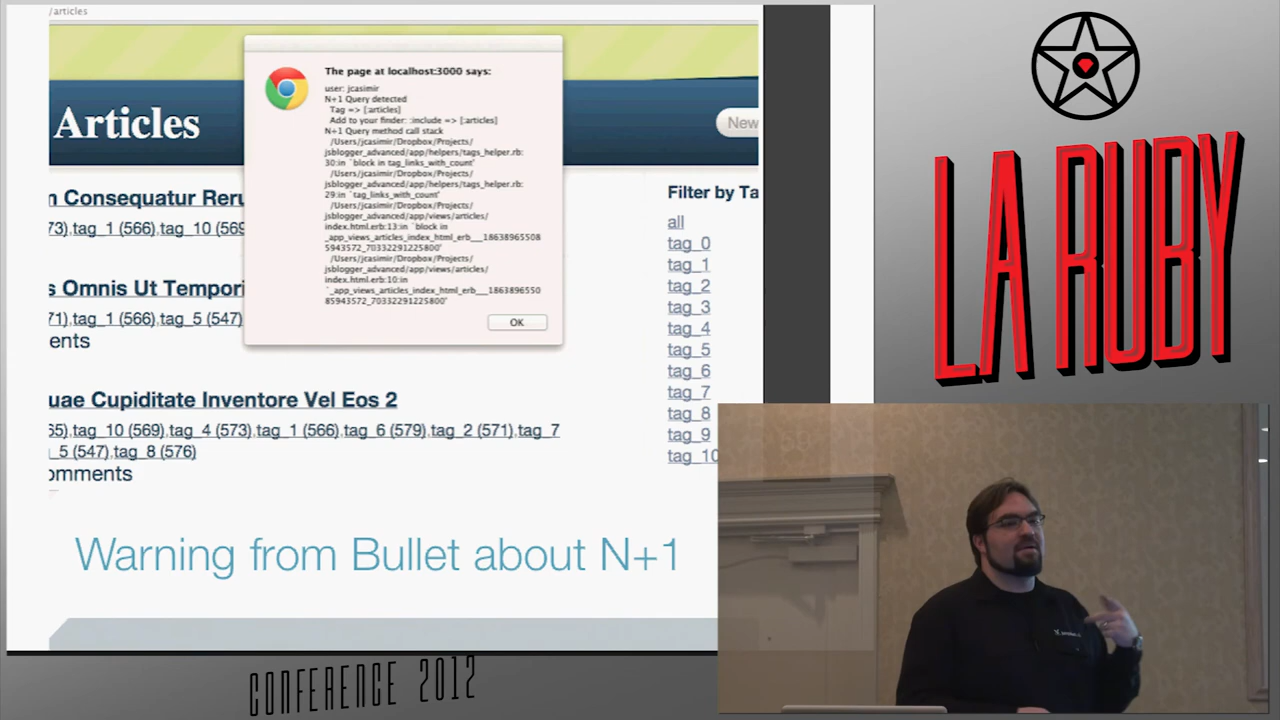 /articles
Articles
New
The page at localhost:3000 says:
user: jcasimir
N+1 Query detected
Tag => [:articles]
Add to your finder: :include => [:articles]
N+1 Query method call stack
/Users/jcasimir/Dropbox/Projects/
jsblogger_advanced/app/helpers/tags_helper.rb:
30:in `block in tag_links_with_count'
/Users/jcasimir/Dropbox/Projects/
jsblogger_advanced/app/helpers/tags_helper.rb:
29:in `tag_links_with_count'
/Users/jcasimir/Dropbox/Projects/
jsblogger_advanced/app/views/articles/
index.html.erb:13:in `block in
_app_views_articles_index_html_erb___18638965508
5943572_70332291225800'
/Users/jcasimir/Dropbox/Projects/
jsblogger_advanced/app/views/articles/
index.html.erb:10:in
`_app_views_articles_index_html_erb___1863896550
85943572_70332291225800'
OK
n Consequatur Reru
73),tag_1 (566),tag_10 (569
s Omnis Ut Tempori
71),tag_1 (566),tag_5 (547)
ents
uae Cupiditate Inventore Vel Eos 2
65),tag_10 (569),tag_4 (573),tag_1 (566),tag_6 (579),tag_2 (571),tag_7
_5 (547),tag_8 (576)
omments
Filter by Ta
all
tag_0
tag_1
tag_2
tag_3
tag_4
tag_5
tag_6
tag_7
tag_8
tag_9
tag_10
Warning from Bullet about N+1
LA RUBY
CONFERENCE 2012